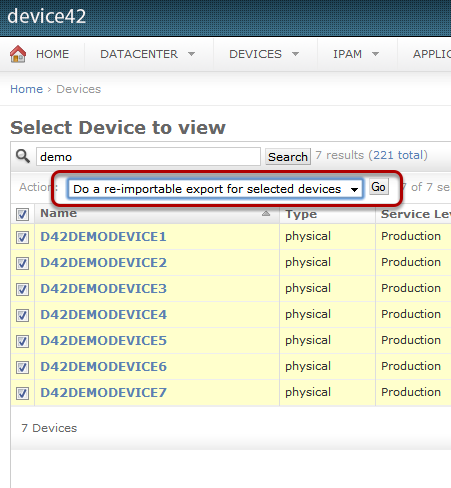 device42
HOME DATACENTER DEVICES IPAM APPLIC
Home › Devices
Select Device to view
demo Search 7 results (221 total)
Action: Do a re-importable export for selected devices Go 7 of 7 se
Name Type Service Lev
D42DEMODEVICE1 physical Production
D42DEMODEVICE2 physical Production
D42DEMODEVICE3 physical Production
D42DEMODEVICE4 physical Production
D42DEMODEVICE5 physical Production
D42DEMODEVICE6 physical Production
D42DEMODEVICE7 physical Production
7 Devices